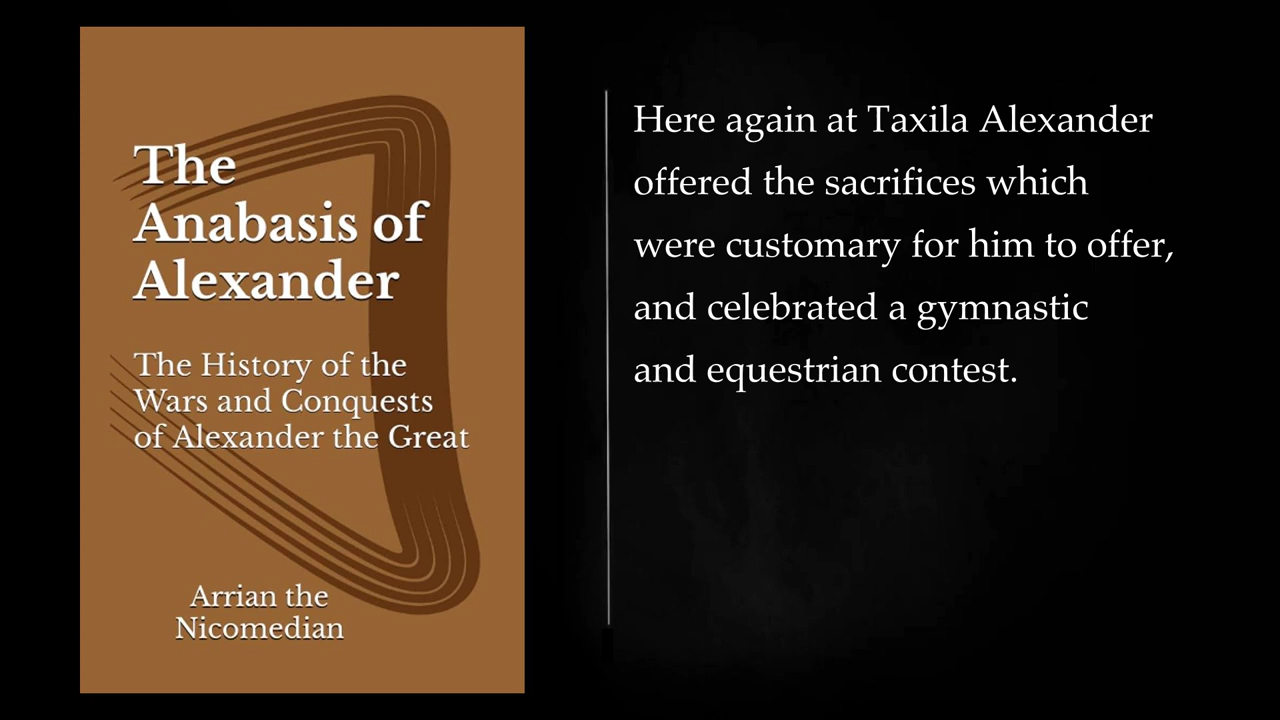 The
Anabasis of
Alexander
The History of the
Wars and Conquests
of Alexander the Great
Arrian the
Nicomedian
Here again at Taxila Alexander
offered the sacrifices which
were customary for him to offer,
and celebrated a gymnastic
and equestrian contest.